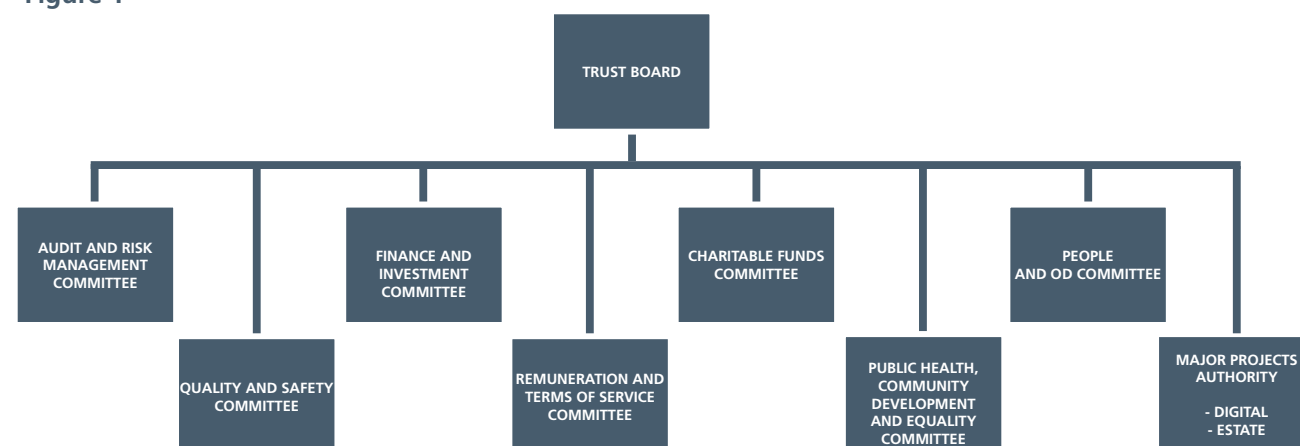 TRUST BOARD
AUDIT AND RISK
MANAGEMENT
COMMITTEE
FINANCE AND
INVESTMENT
COMMITTEE
CHARITABLE FUNDS
COMMITTEE
PEOPLE
AND OD COMMITTEE
QUALITY AND SAFETY
COMMITTEE
REMUNERATION AND
TERMS OF SERVICE
COMMITTEE
PUBLIC HEALTH,
COMMUNITY
DEVELOPMENT
AND EQUALITY
COMMITTEE
MAJOR PROJECTS
AUTHORITY
- DIGITAL
- ESTATE